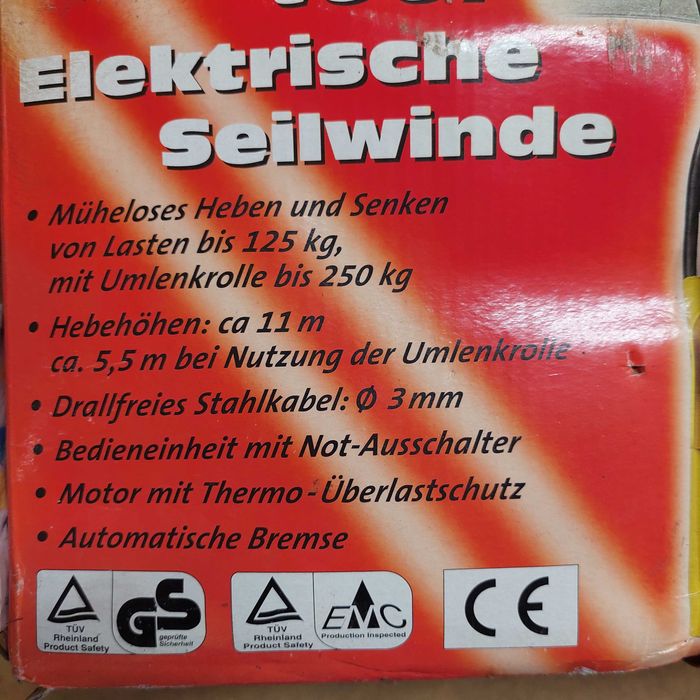 Elektrische
Seilwinde
• Müheloses Heben und Senken
von Lasten bis 125 kg,
mit Umlenkrolle bis 250 kg
• Hebehöhen: ca 11 m
ca. 5,5 m bei Nutzung der Umlenkrolle
• Drallfreies Stahlkabel: Ø 3 mm
• Bedieneinheit mit Not-Ausschalter
• Motor mit Thermo-Überlastschutz
• Automatische Bremse
TÜV
Rheinland
Product Safety
GS
geprüfte
Sicherheit
TÜV
Rheinland
Product Safety
EMC
Production Inspected
CE